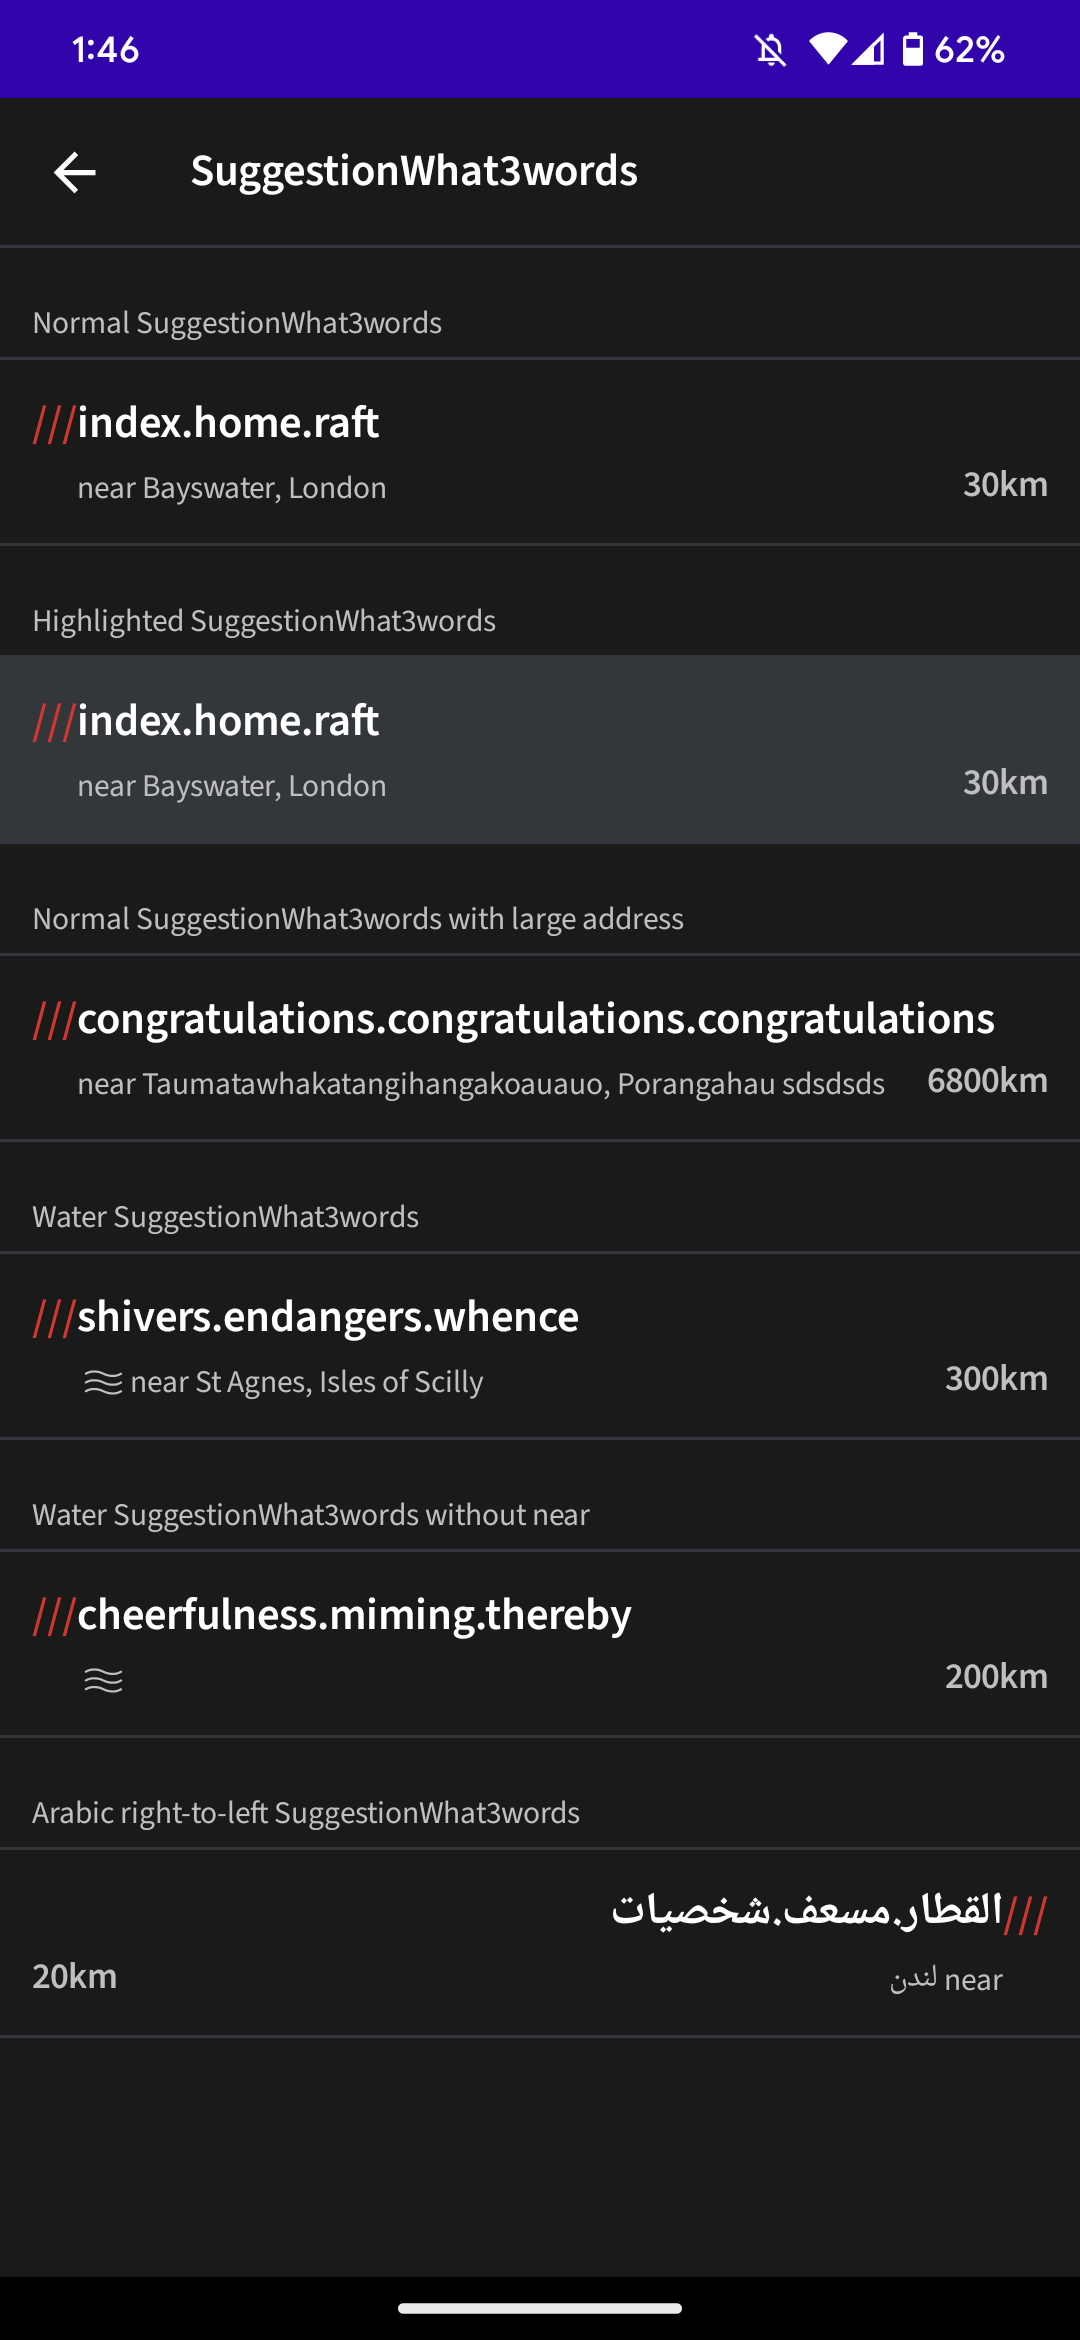 1:46 62%
SuggestionWhat3words
Normal SuggestionWhat3words
///index.home.raft
near Bayswater, London 30km
Highlighted SuggestionWhat3words
///index.home.raft
near Bayswater, London 30km
Normal SuggestionWhat3words with large address
///congratulations.congratulations.congratulations
near Taumatawhakatangihangakoauauo, Porangahau sdsdsds 6800km
Water SuggestionWhat3words
///shivers.endangers.whence
near St Agnes, Isles of Scilly 300km
Water SuggestionWhat3words without near
///cheerfulness.miming.thereby
200km
Arabic right-to-left SuggestionWhat3words
///القطار.مسعف.شخصيات
near لندن 20km